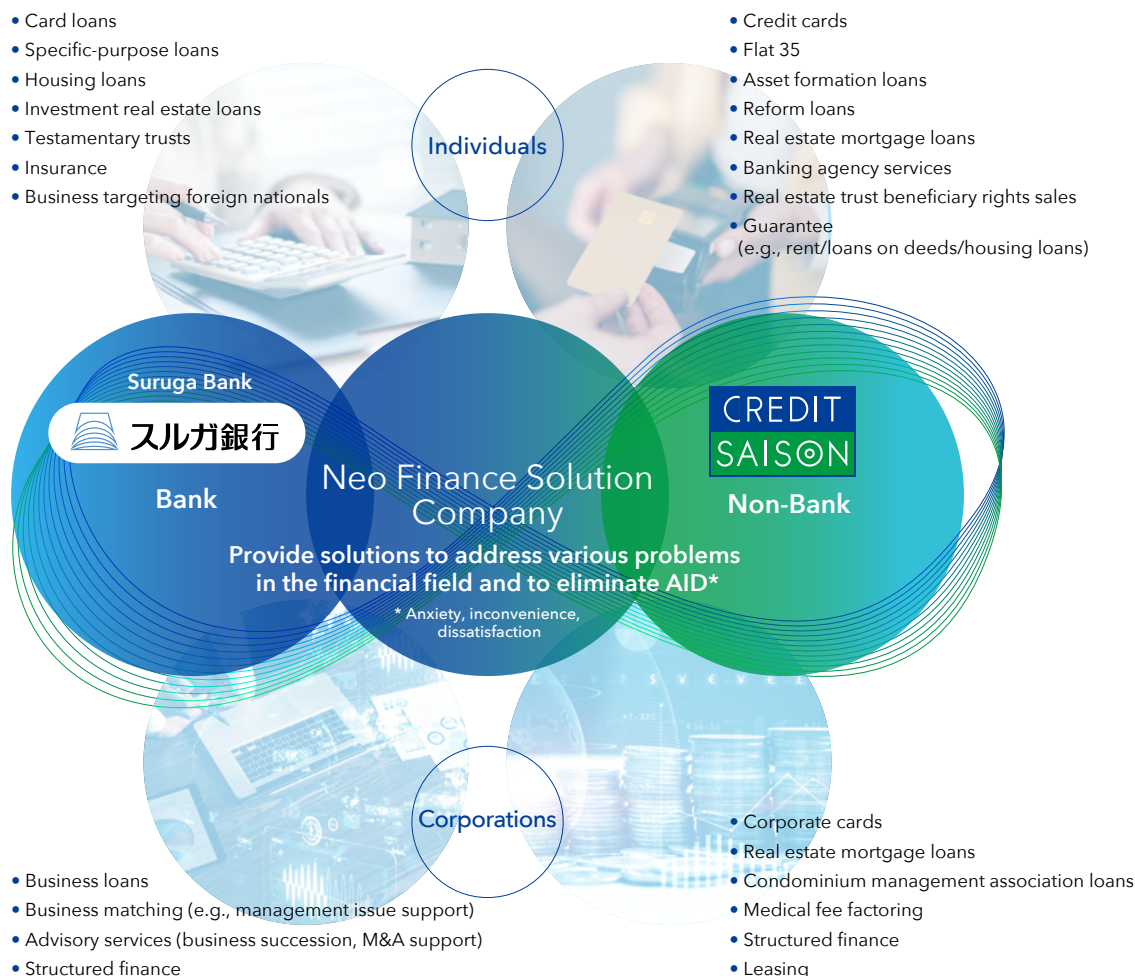 • Card loans
• Specific-purpose loans
• Housing loans
• Investment real estate loans
• Testamentary trusts
• Insurance
• Business targeting foreign nationals
Individuals
• Credit cards
• Flat 35
• Asset formation loans
• Reform loans
• Real estate mortgage loans
• Banking agency services
• Real estate trust beneficiary rights sales
• Guarantee
(e.g., rent/loans on deeds/housing loans)
Suruga Bank
スルガ銀行
Bank
Neo Finance Solution
Company
Provide solutions to address various problems
in the financial field and to eliminate AID*
* Anxiety, inconvenience,
dissatisfaction
CREDIT
SAISON
Non-Bank
Corporations
• Business loans
• Business matching (e.g., management issue support)
• Advisory services (business succession, M&A support)
• Structured finance
• Corporate cards
• Real estate mortgage loans
• Condominium management association loans
• Medical fee factoring
• Structured finance
• Leasing